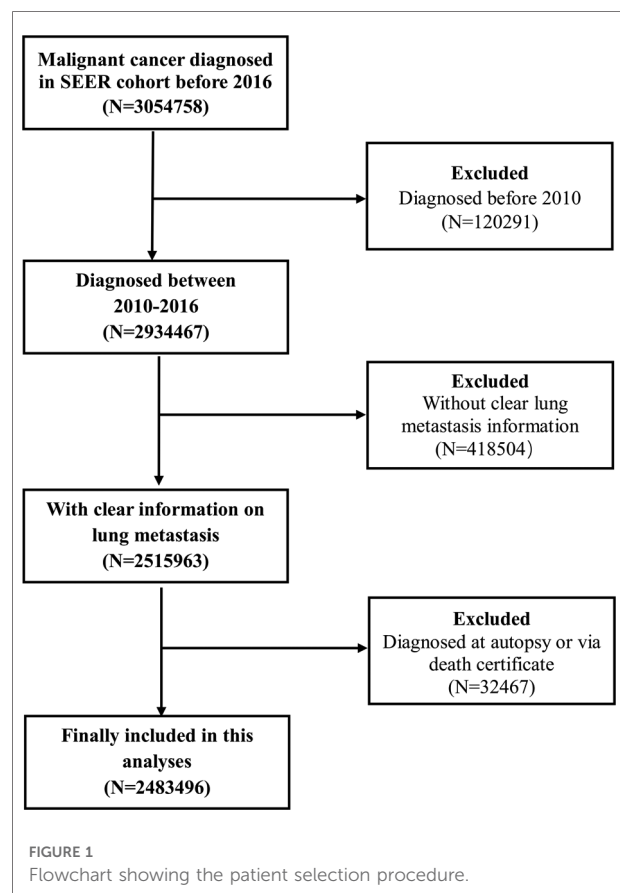 Malignant cancer diagnosed
in SEER cohort before 2016
(N=3054758)
Excluded
Diagnosed before 2010
(N=120291)
Diagnosed between
2010-2016
(N=2934467)
Excluded
Without clear lung
metastasis information
(N=418504)
With clear information on
lung metastasis
(N=2515963)
Excluded
Diagnosed at autopsy or via
death certificate
(N=32467)
Finally included in this
analyses
(N=2483496)
FIGURE 1
Flowchart showing the patient selection procedure.